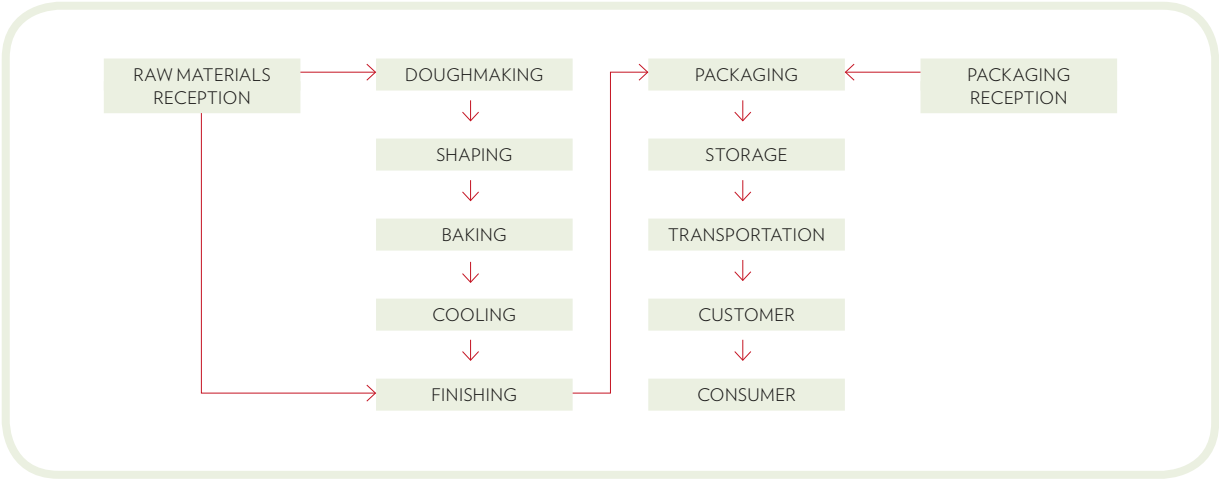 RAW MATERIALS
RECEPTION
DOUGHMAKING
SHAPING
BAKING
COOLING
FINISHING
PACKAGING
STORAGE
TRANSPORTATION
CUSTOMER
CONSUMER
PACKAGING
RECEPTION